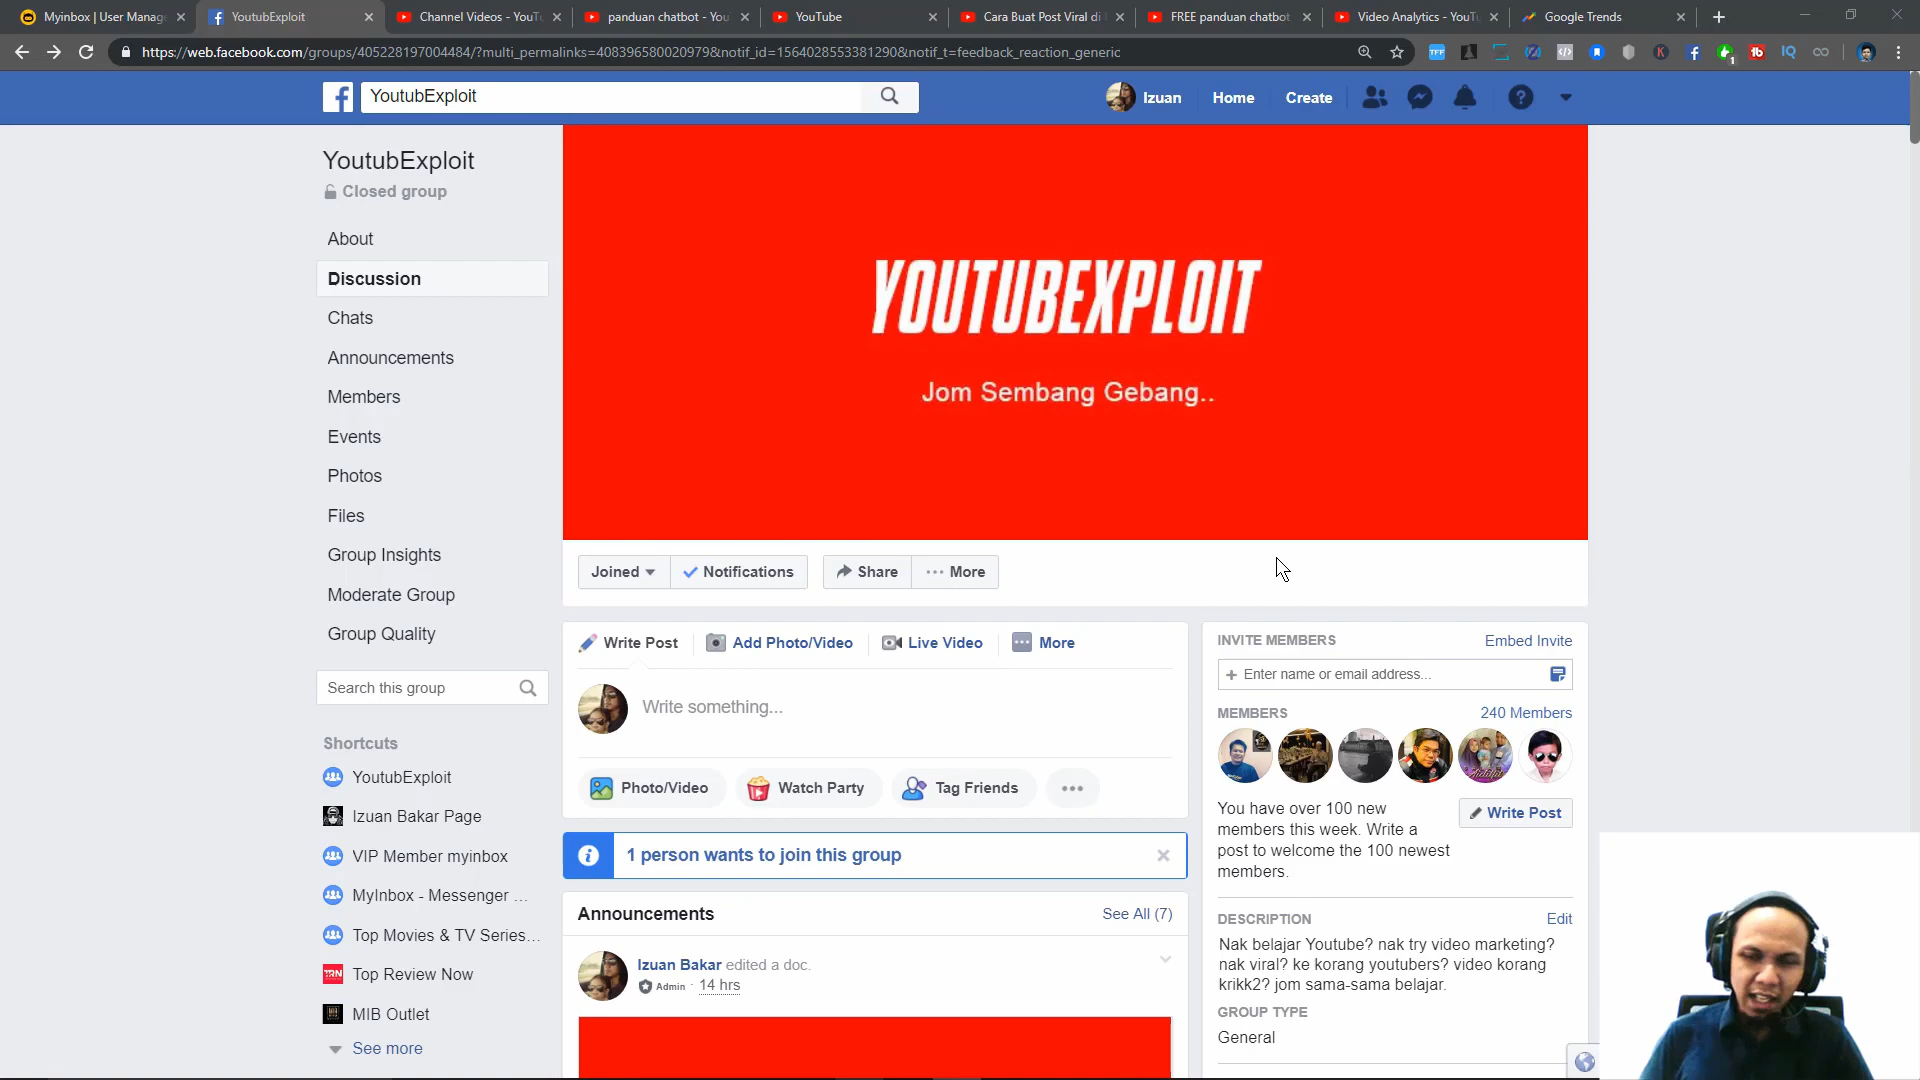 Myinbox | User Manag
YoutubExploit
Channel Videos - YouT
panduan chatbot - You
YouTube
Cara Buat Post Viral di
FREE panduan chatbot
Video Analytics - YouTu
Google Trends
https://web.facebook.com/groups/405228197004484/?multi_permalinks=408396580020979&notif_id=1564028553381290&notif_t=feedback_reaction_generic
YoutubExploit
Izuan
Home
Create
YoutubExploit
Closed group
About
Discussion
Chats
Announcements
Members
Events
Photos
Files
Group Insights
Moderate Group
Group Quality
Search this group
Shortcuts
YoutubExploit
Izuan Bakar Page
VIP Member myinbox
MyInbox - Messenger ...
Top Movies & TV Series...
Top Review Now
MIB Outlet
See more
YOUTUBEXPLOIT
Jom Sembang Gebang..
Joined
Notifications
Share
More
Write Post
Add Photo/Video
Live Video
More
Write something...
Photo/Video
Watch Party
Tag Friends
1 person wants to join this group
Announcements
See All (7)
Izuan Bakar edited a doc.
Admin · 14 hrs
INVITE MEMBERS
Embed Invite
+ Enter name or email address...
MEMBERS
240 Members
You have over 100 new
members this week. Write a
post to welcome the 100 newest
members.
Write Post
DESCRIPTION
Edit
Nak belajar Youtube? nak try video marketing?
nak viral? ke korang youtubers? video korang
krikk2? jom sama-sama belajar.
GROUP TYPE
General